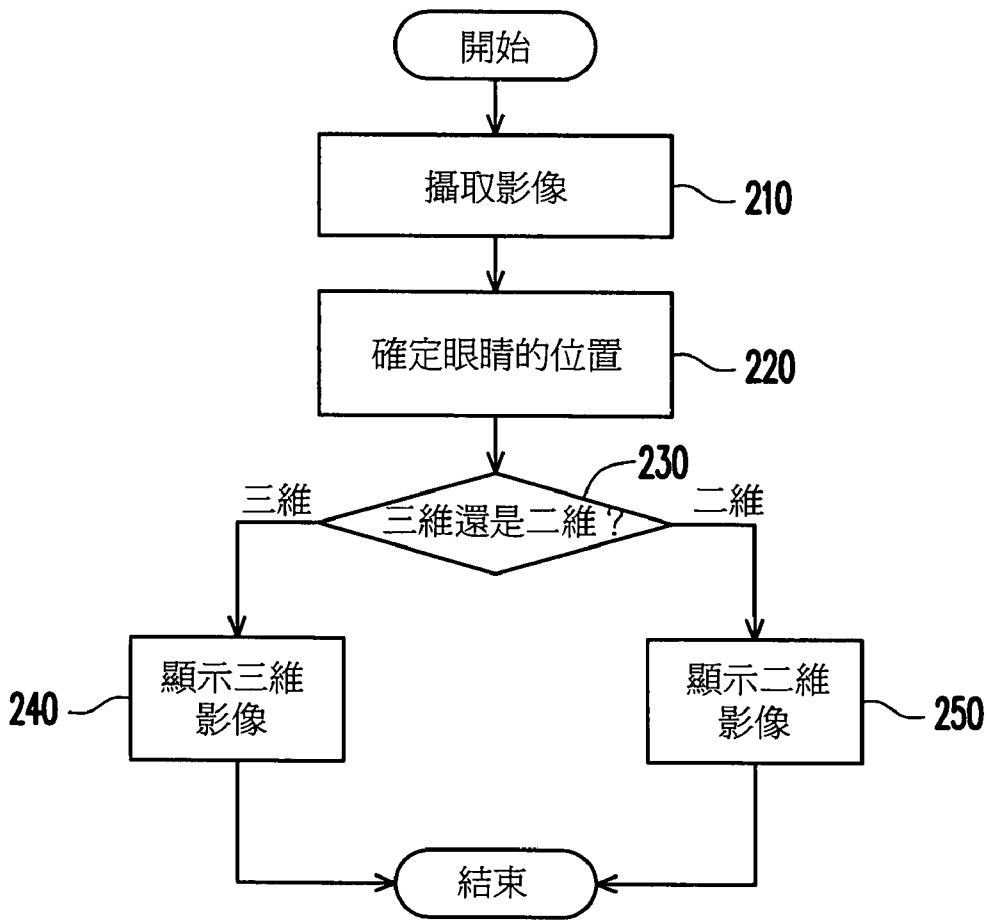 開始
攝取影像
210
確定眼睛的位置
220
230
三維
三維還是二維？
二維
顯示三維
影像
240
顯示二維
影像
250
結束